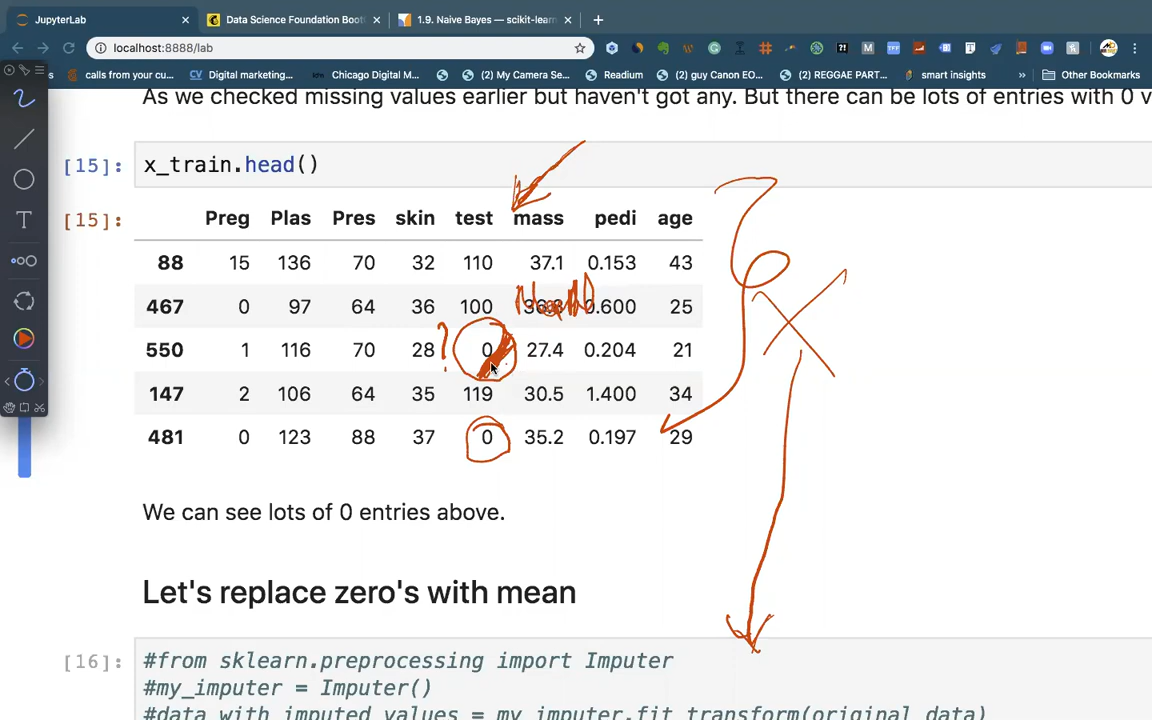 JupyterLab
Data Science Foundation Boot
1.9. Naive Bayes — scikit-learn
localhost:8888/lab
calls from your cu...
Digital marketing...
Chicago Digital M...
(2) My Camera Se...
Readium
(2) (guy Canon EO...
(2) (REGGAE PART...
smart insights
Other Bookmarks
As we checked missing values earlier but haven't got any. But there can be lots of entries with 0 v
[15]: x_train.head()
[15]: Preg Plas Pres skin test mass pedi age
88 15 136 70 32 110 37.1 0.153 43
467 0 97 64 36 100 0.600 25
550 1 116 70 28 ? 0 27.4 0.204 21
147 2 106 64 35 119 30.5 1.400 34
481 0 123 88 37 0 35.2 0.197 29
We can see lots of 0 entries above.
Let's replace zero's with mean
[16]: #from sklearn.preprocessing import Imputer
#my_imputer = Imputer()
#data_with_imputed_values = my_imputer.fit_transform(original_data)